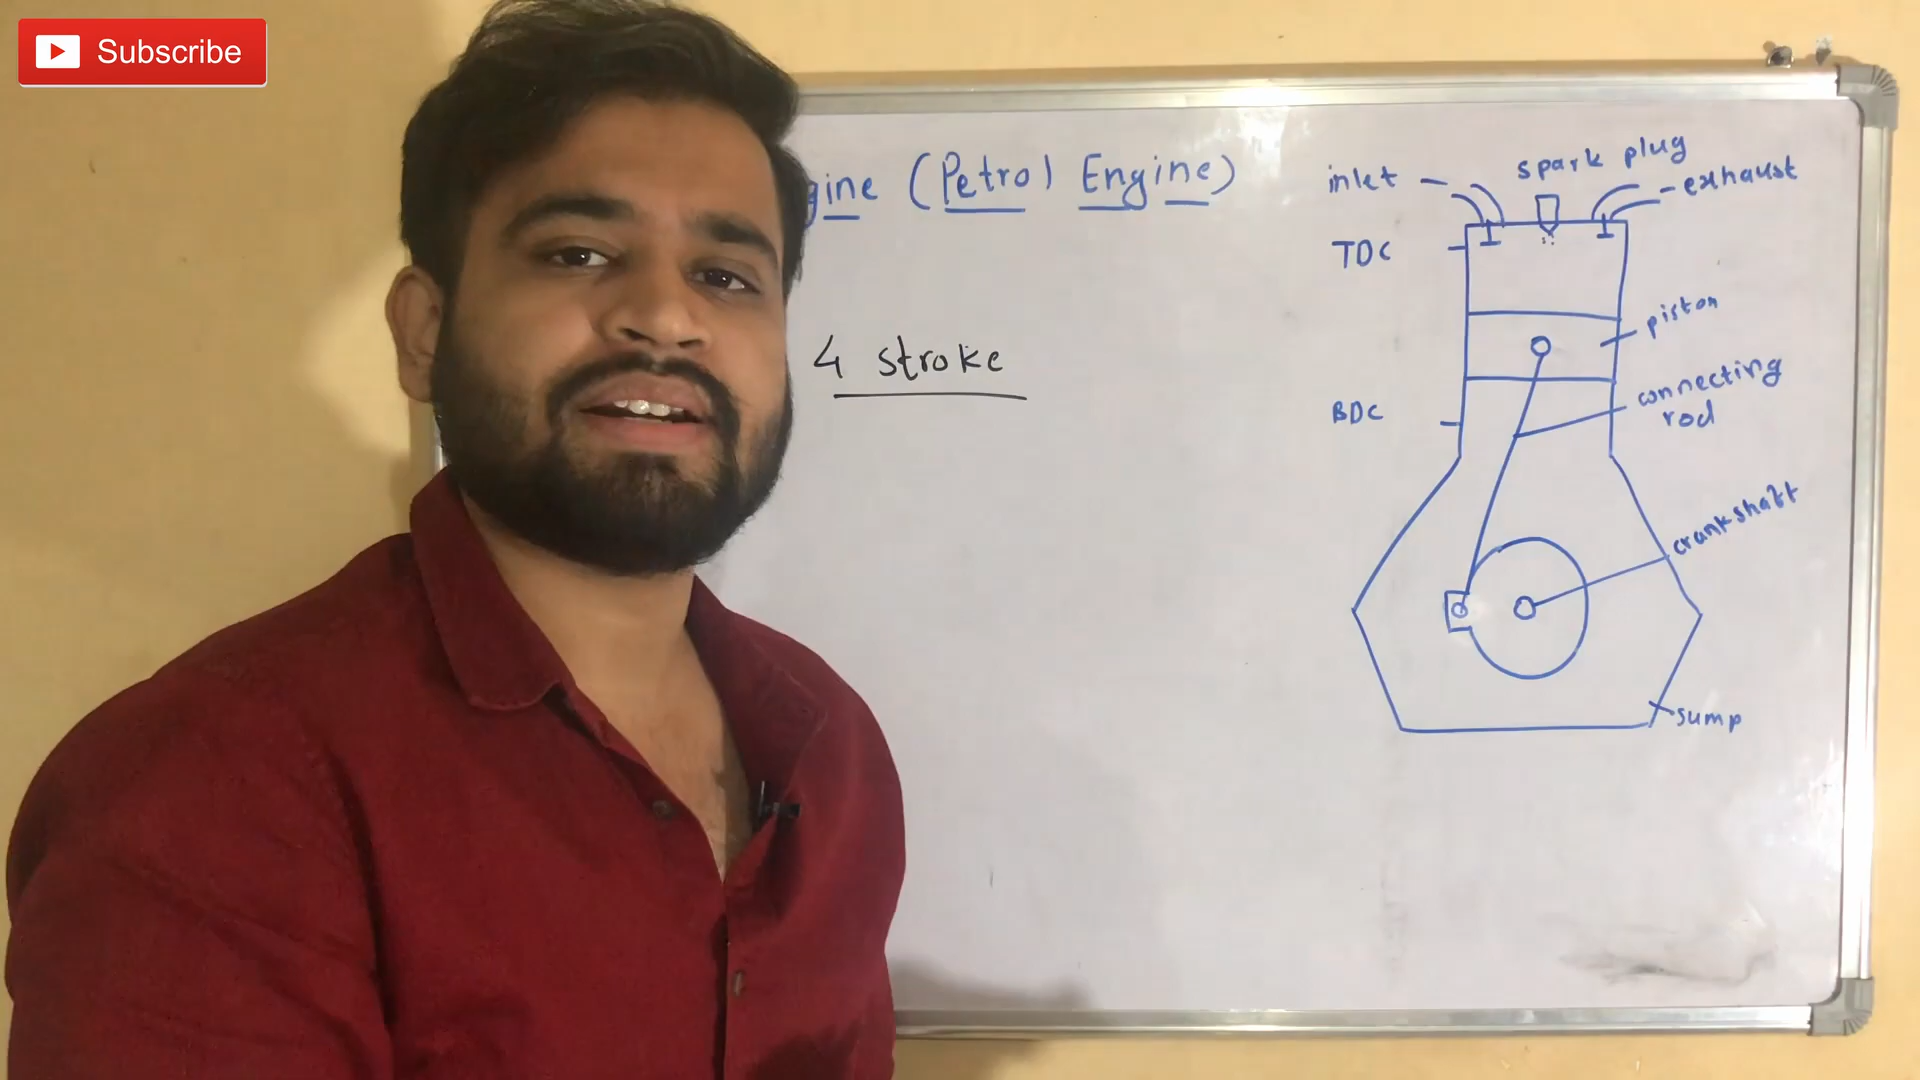 Subscribe
gine (Petrol Engine)
4 stroke
inlet
spark plug
exhaust
TDC
piston
BDC
connecting
rod
crankshaft
sump